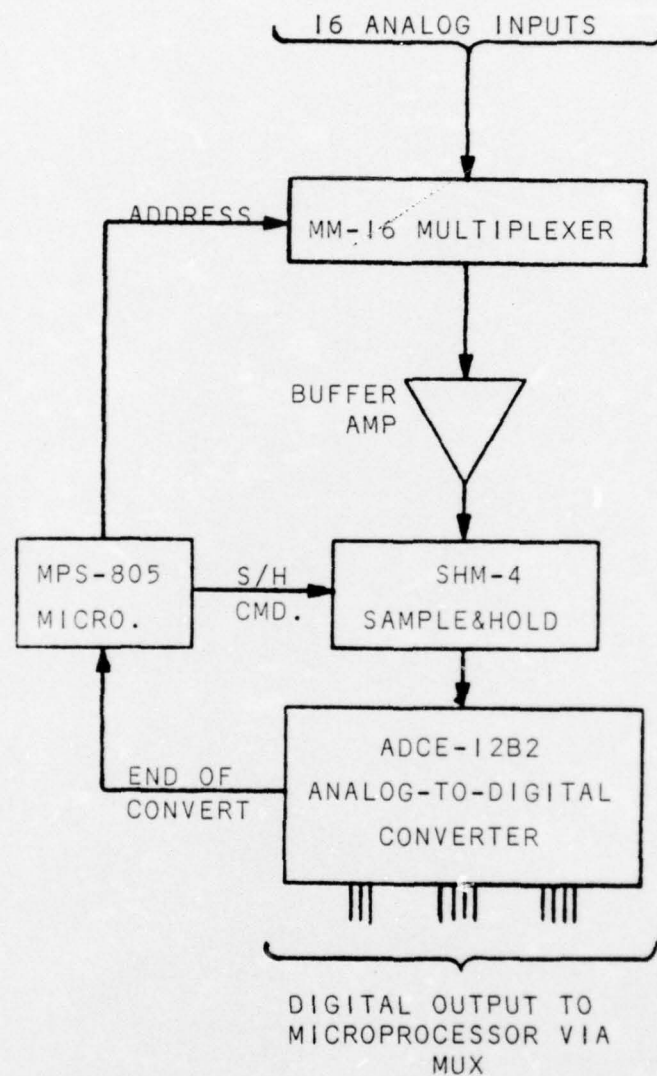 16 ANALOG INPUTS
ADDRESS
MM-16 MULTIPLEXER
BUFFER
AMP
MPS-805
MICRO.
S/H
CMD.
SHM-4
SAMPLE&HOLD
ADCE-12B2
ANALOG-TO-DIGITAL
CONVERTER
END OF
CONVERT
DIGITAL OUTPUT TO
MICROPROCESSOR VIA
MUX